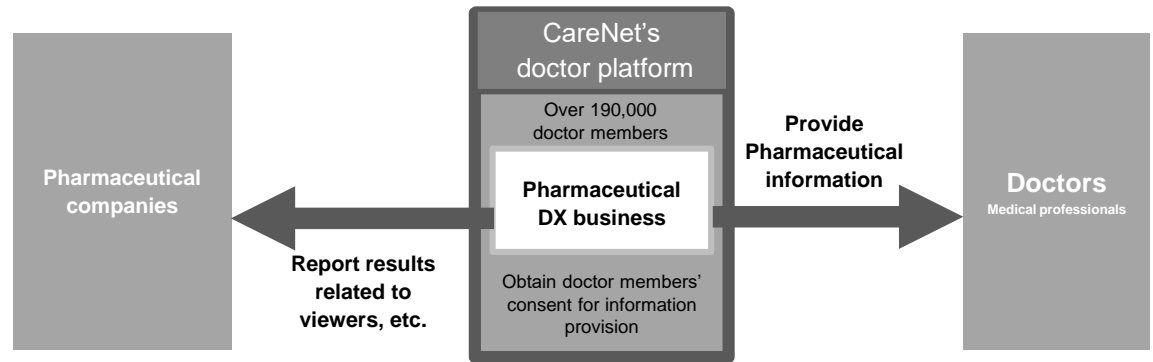 Pharmaceutical
companies
Report results
related to
viewers, etc.
CareNet’s
doctor platform
Over 190,000
doctor members
Pharmaceutical
DX business
Obtain doctor members’
consent for information
provision
Provide
Pharmaceutical
information
Doctors
Medical professionals